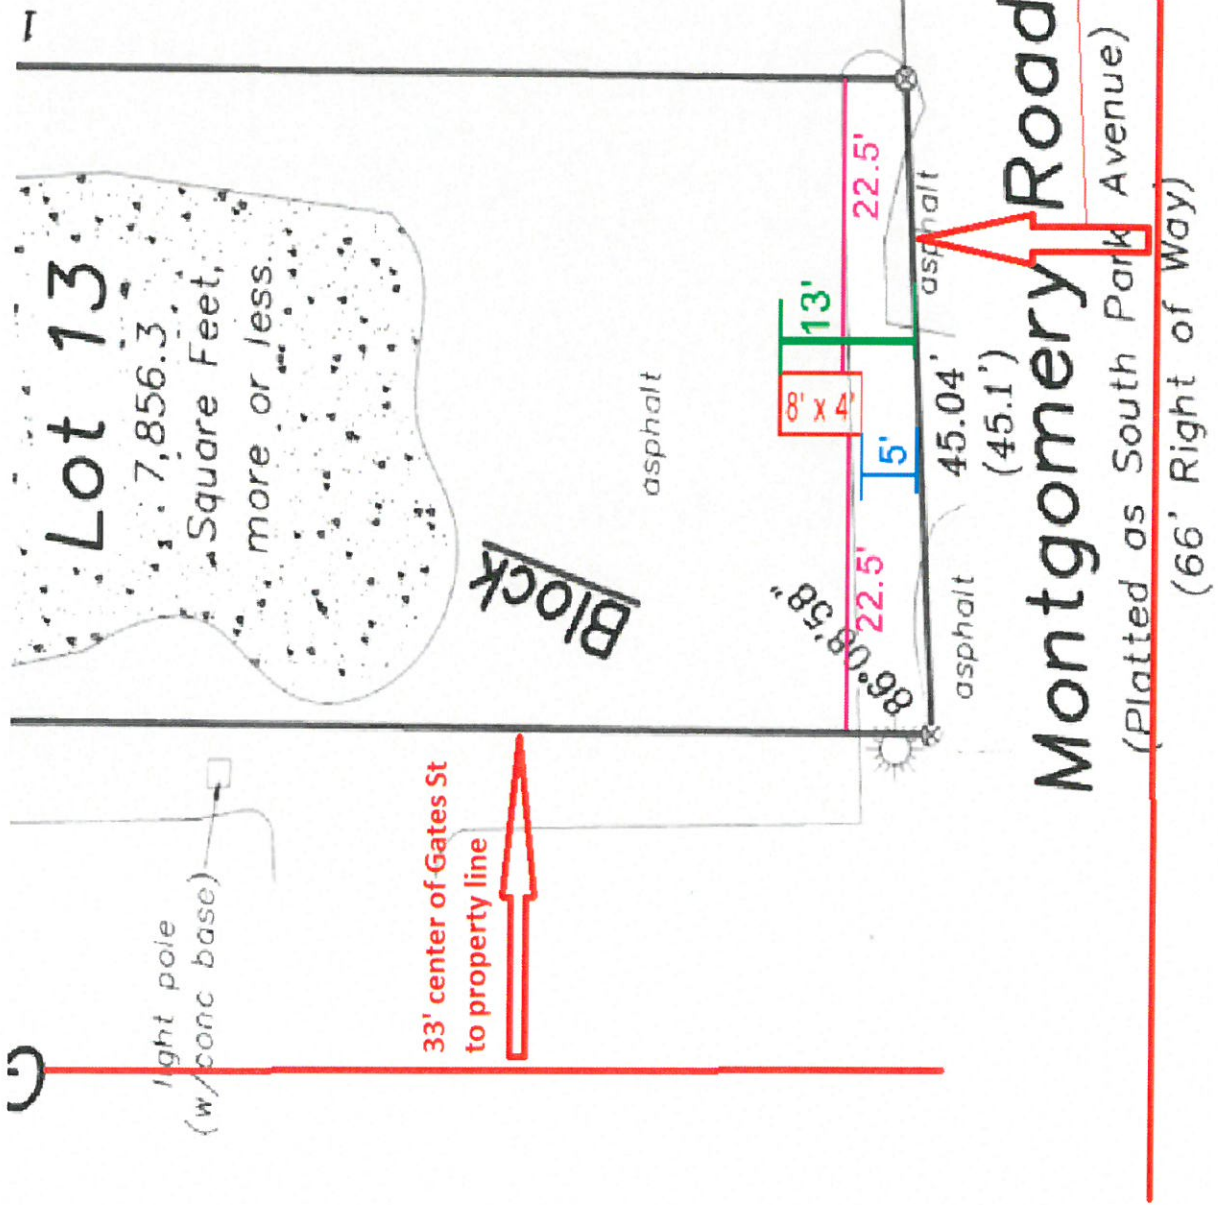 1
Lot 13
7,856.3
Square Feet,
more or less.
Block
asphalt
22.5'
13'
8' x 4'
5'
22.5'
86°08'58"
asphalt
asphalt
45.04'
(45.1')
Montgomery Road
(Platted as South Park Avenue)
(66' Right of Way)
33' center of Gates St
to property line
light pole
(w/conc base)